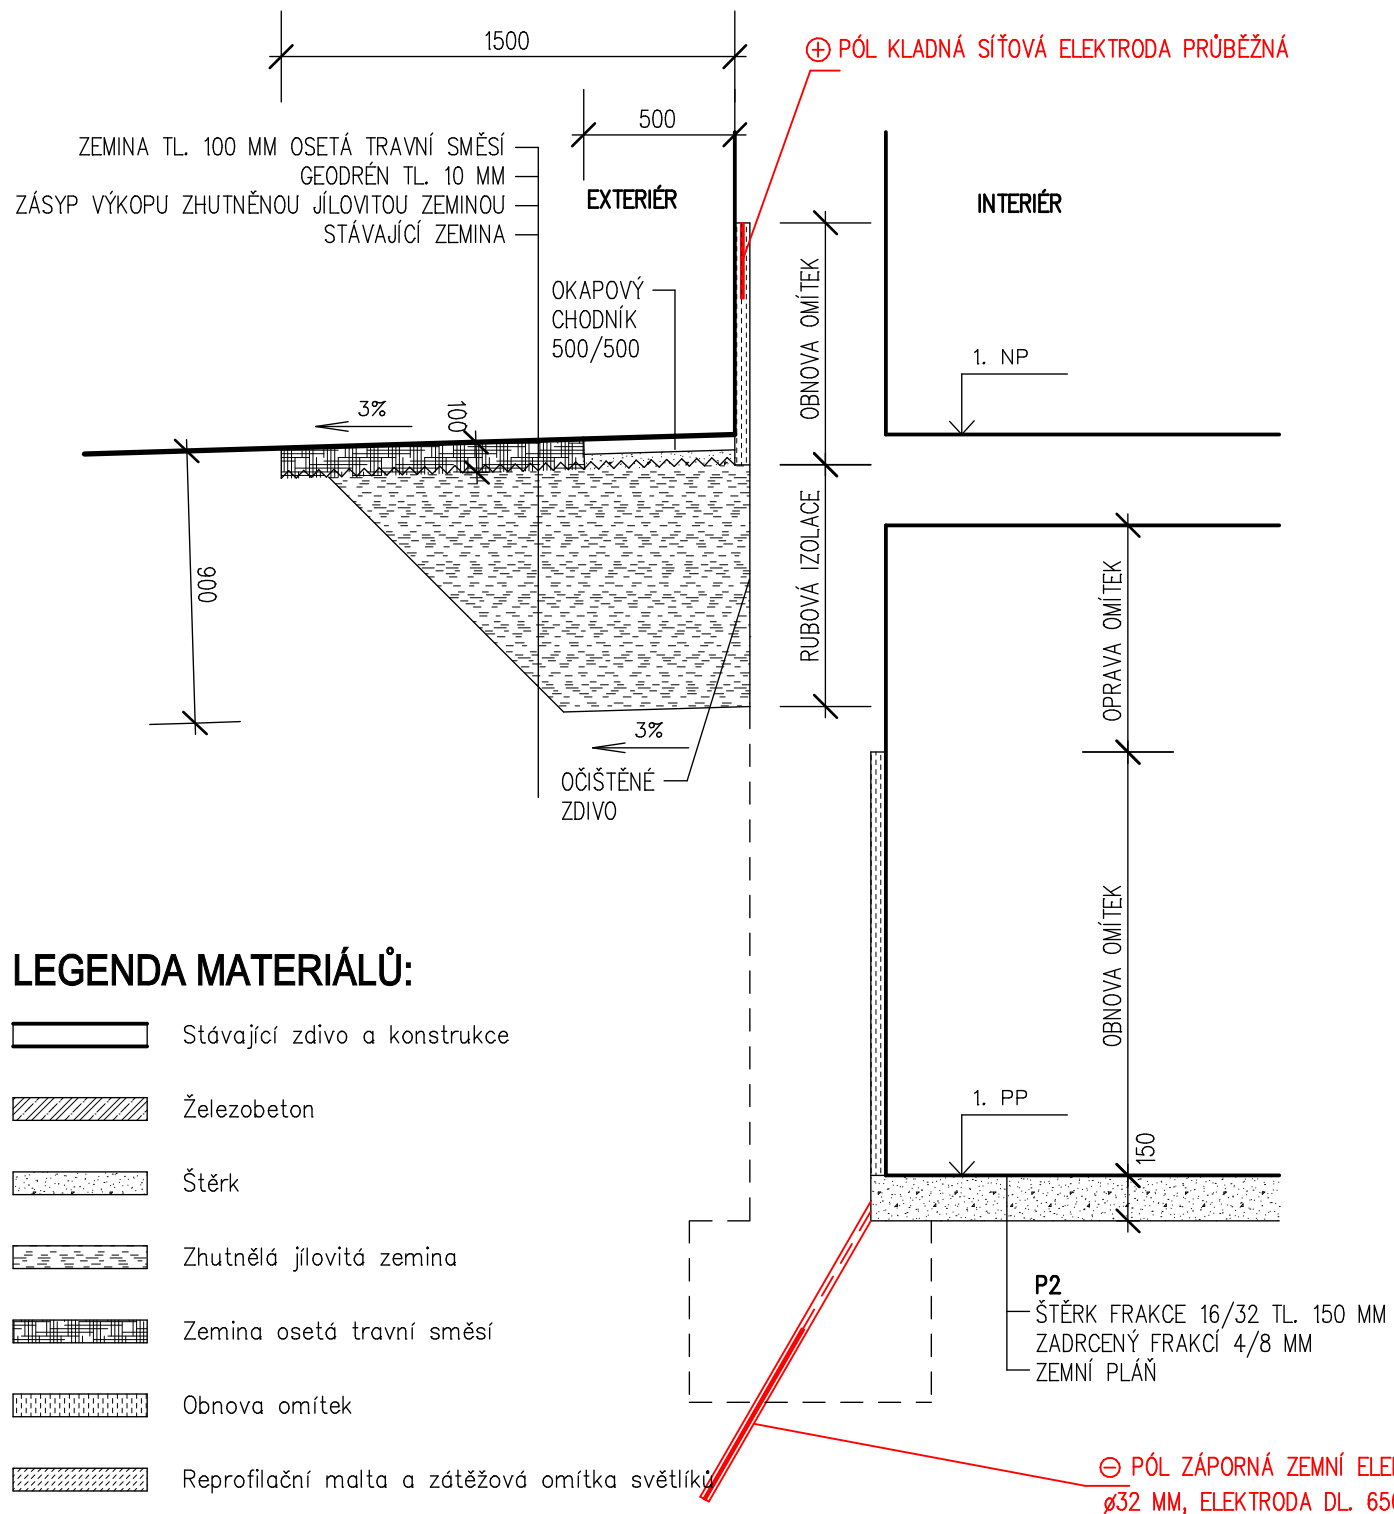 1500
⊕ PÓL KLADNÁ SÍŤOVÁ ELEKTRODA PRŮBĚŽNÁ
500
ZEMINA TL. 100 MM OSETÁ TRAVNÍ SMĚSÍ
GEODRÉN TL. 10 MM
ZÁSYP VÝKOPU ZHUTNĚNOU JÍLOVITOU ZEMINOU
STÁVAJÍCÍ ZEMINA
EXTERIÉR
INTERIÉR
OKAPOVÝ
CHODNÍK
500/500
OBNOVA OMÍTEK
1. NP
3%
100
900
RUBOVÁ IZOLACE
OPRAVA OMÍTEK
3%
OČIŠTĚNÉ
ZDIVO
OBNOVA OMÍTEK
1. PP
150
P2
ŠTĚRK FRAKCE 16/32 TL. 150 MM
ZADRCENÝ FRAKCÍ 4/8 MM
ZEMNÍ PLÁŇ
LEGENDA MATERIÁLŮ:
Stávající zdivo a konstrukce
Železobeton
Štěrk
Zhutnělá jílovitá zemina
Zemina osetá travní směsí
Obnova omítek
Reprofilační malta a zátěžová omítka světlíků
⊖ PÓL ZÁPORNÁ ZEMNÍ
ø32 MM, ELEKTRODA DL.